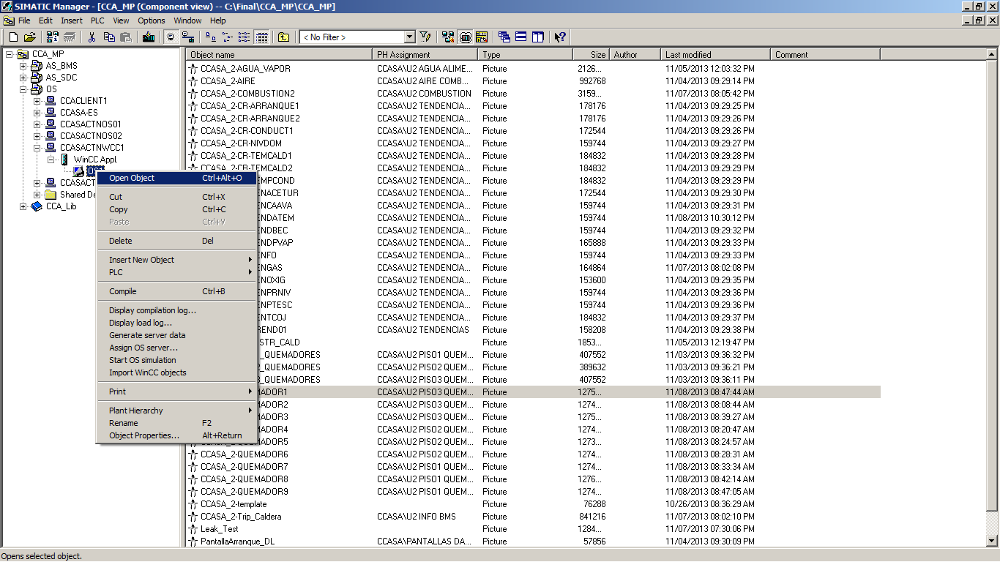 SIMATIC Manager - [CCA_MP (Component view) -- C:\Final\CCA_MP\CCA_MP]
File Edit Insert PLC View Options Window Help
< No Filter >
CCA_MP
AS_BMS
AS_SDC
OS
CCACLIENT1
CCASA-ES
CCASACTNOS01
CCASACTNOS02
CCASACTNWCC1
WinCC Appl.
CCASACT
Shared De
CCA_Lib
Open Object Ctrl+Alt+O
Cut Ctrl+X
Copy Ctrl+C
Paste Ctrl+V
Delete Del
Insert New Object
PLC
Compile Ctrl+B
Display compilation log...
Display load log...
Generate server data
Assign OS server...
Start OS simulation
Import WinCC objects
Print
Plant Hierarchy
Rename F2
Object Properties... Alt+Return
Object name PH Assignment Type Size Author Last modified Comment
CCASA_2-AGUA_VAPOR CCASA\U2 AGUA ALIME... Picture 2126... 11/05/2013 12:03:32 PM
CCASA_2-AIRE CCASA\U2 AIRE COMB... Picture 992768 11/04/2013 09:29:14 PM
CCASA_2-COMBUSTION2 CCASA\U2 COMBUSTION Picture 3159... 11/07/2013 08:05:42 PM
CCASA_2-CR-ARRANQUE1 CCASA\U2 TENDENCIA... Picture 178176 11/04/2013 09:29:25 PM
CCASA_2-CR-ARRANQUE2 CCASA\U2 TENDENCIA... Picture 178176 11/04/2013 09:29:26 PM
CCASA_2-CR-CONDUCT1 CCASA\U2 TENDENCIA... Picture 172544 11/04/2013 09:29:26 PM
CCASA_2-CR-NIVDOM CCASA\U2 TENDENCIA... Picture 159744 11/04/2013 09:29:27 PM
CCASA_2-CR-TEMCALD1 CCASA\U2 TENDENCIA... Picture 184832 11/04/2013 09:29:28 PM
CCASA_2-CR-TEMCALD2 CCASA\U2 TENDENCIA... Picture 184832 11/04/2013 09:29:28 PM
EMPCOND CCASA\U2 TENDENCIA... Picture 184832 11/04/2013 09:29:29 PM
ENACETUR CCASA\U2 TENDENCIA... Picture 172544 11/04/2013 09:29:30 PM
ENCAAVA CCASA\U2 TENDENCIA... Picture 159744 11/04/2013 09:29:31 PM
ENDATEM CCASA\U2 TENDENCIA... Picture 159744 11/08/2013 10:30:12 PM
ENDBEC CCASA\U2 TENDENCIA... Picture 159744 11/04/2013 09:29:32 PM
ENDPVAP CCASA\U2 TENDENCIA... Picture 165888 11/04/2013 09:29:33 PM
ENFO CCASA\U2 TENDENCIA... Picture 159744 11/04/2013 09:29:33 PM
ENGAS CCASA\U2 TENDENCIA... Picture 164864 11/07/2013 08:02:08 PM
ENOXIG CCASA\U2 TENDENCIA... Picture 153600 11/04/2013 09:29:35 PM
ENPRNIV CCASA\U2 TENDENCIA... Picture 159744 11/04/2013 09:29:36 PM
ENPTESC CCASA\U2 TENDENCIA... Picture 159744 11/04/2013 09:29:36 PM
ENTCOJ CCASA\U2 TENDENCIA... Picture 184832 11/04/2013 09:29:37 PM
REND01 CCASA\U2 TENDENCIAS Picture 158208 11/04/2013 09:29:38 PM
STR_CALD Picture 1853... 11/05/2013 12:19:47 PM
_QUEMADORES CCASA\U2 PISO1 QUEM... Picture 407552 11/03/2013 09:36:32 PM
2_QUEMADORES CCASA\U2 PISO2 QUEM... Picture 389632 11/03/2013 09:36:21 PM
3_QUEMADORES CCASA\U2 PISO3 QUEM... Picture 407552 11/03/2013 09:36:11 PM
MADOR1 CCASA\U2 PISO3 QUEM... Picture 1275... 11/08/2013 08:47:44 AM
MADOR2 CCASA\U2 PISO3 QUEM... Picture 1274... 11/08/2013 08:08:44 AM
MADOR3 CCASA\U2 PISO3 QUEM... Picture 1275... 11/08/2013 08:39:27 AM
MADOR4 CCASA\U2 PISO2 QUEM... Picture 1274... 11/08/2013 08:20:47 AM
CCASA_2-QUEMADOR5 CCASA\U2 PISO2 QUEM... Picture 1273... 11/08/2013 08:24:57 AM
CCASA_2-QUEMADOR6 CCASA\U2 PISO2 QUEM... Picture 1274... 11/08/2013 08:28:31 AM
CCASA_2-QUEMADOR7 CCASA\U2 PISO1 QUEM... Picture 1274... 11/08/2013 08:33:34 AM
CCASA_2-QUEMADOR8 CCASA\U2 PISO1 QUEM... Picture 1276... 11/08/2013 08:42:14 AM
CCASA_2-QUEMADOR9 CCASA\U2 PISO1 QUEM... Picture 1274... 11/08/2013 08:47:05 AM
CCASA_2-template Picture 76288 10/26/2013 08:36:29 AM
CCASA_2-Trip_Caldera CCASA\U2 INFO BMS Picture 841216 11/07/2013 08:02:10 PM
Leak_Test Picture 1284... 11/07/2013 07:30:06 PM
PantallaArranque_DL CCASA\PANTALLAS DA... Picture 57856 11/04/2013 09:30:09 PM
Opens selected object.